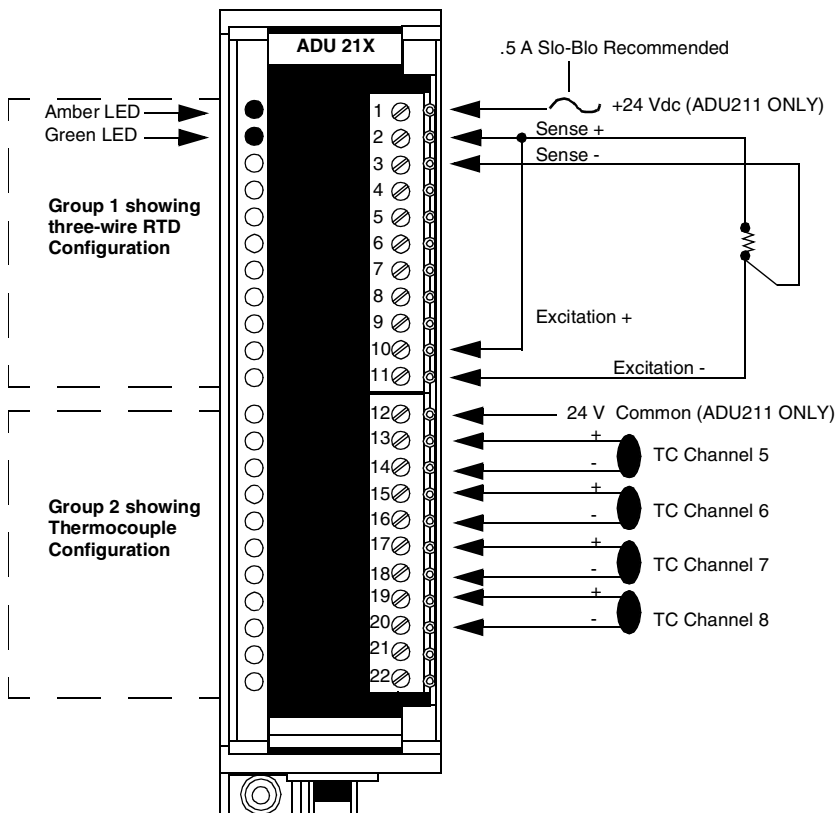 ADU 21X
.5 A Slo-Blo Recommended
Amber LED
Green LED
+24 Vdc (ADU211 ONLY)
Sense +
Sense -
Group 1 showing
three-wire RTD
Configuration
1
2
3
4
5
6
7
8
9
10
11
Excitation +
Excitation -
12
13
14
15
16
17
18
19
20
21
22
24 V Common (ADU211 ONLY)
+
-
TC Channel 5
+
-
TC Channel 6
+
-
TC Channel 7
+
-
TC Channel 8
Group 2 showing
Thermocouple
Configuration